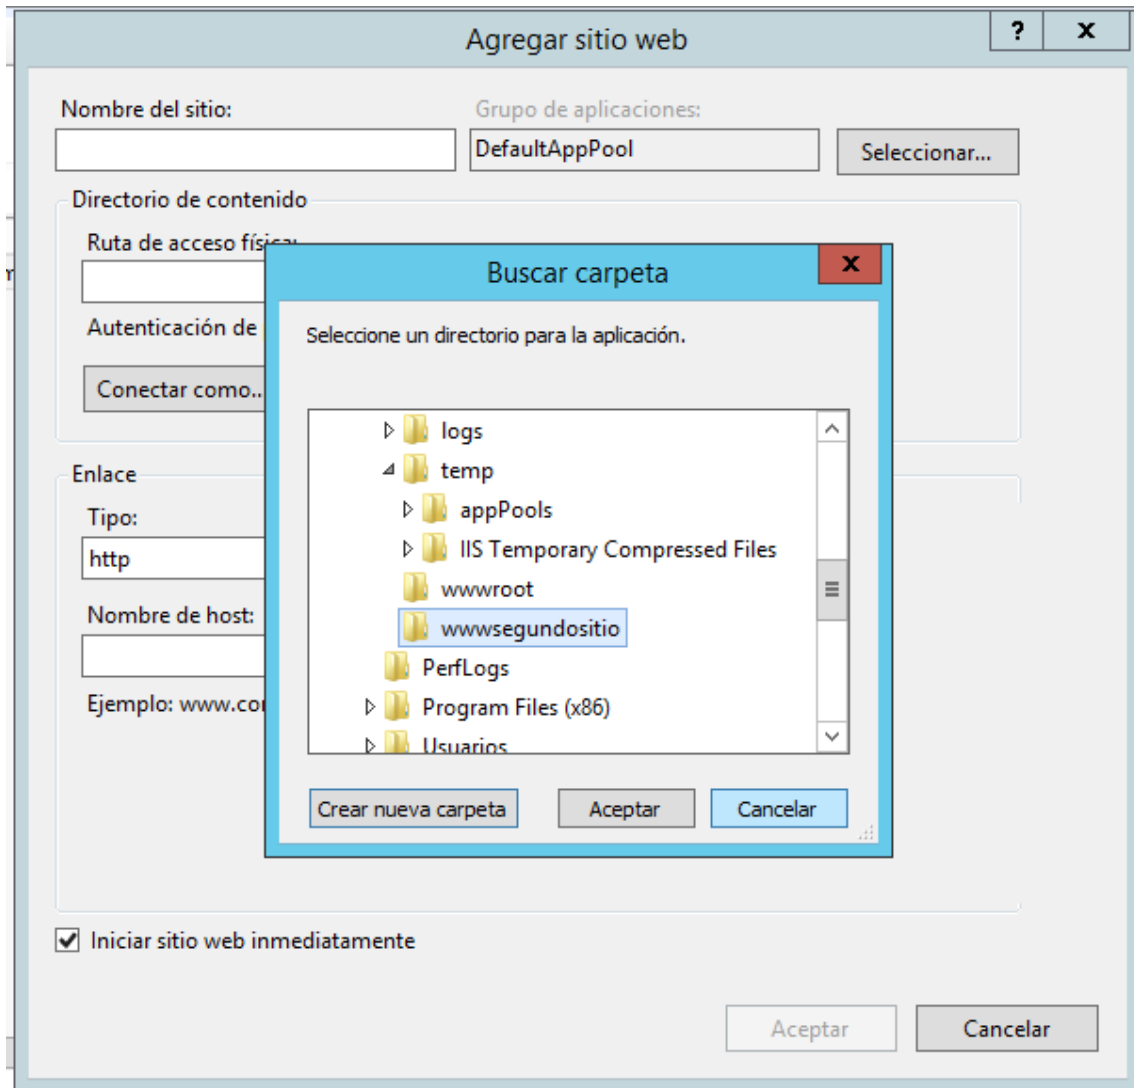 Agregar sitio web
?
x
Nombre del sitio:
Grupo de aplicaciones:
DefaultAppPool
Seleccionar...
Directorio de contenido
Ruta de acceso física:
Autenticación de
Conectar como..
Enlace
Tipo:
http
Nombre de host:
Ejemplo: www.co
Buscar carpeta
x
Seleccione un directorio para la aplicación.
logs
temp
appPools
IIS Temporary Compressed Files
wwwroot
wwwsegundositio
PerfLogs
Program Files (x86)
Usuarios
Crear nueva carpeta
Aceptar
Cancelar
Iniciar sitio web inmediatamente
Aceptar
Cancelar